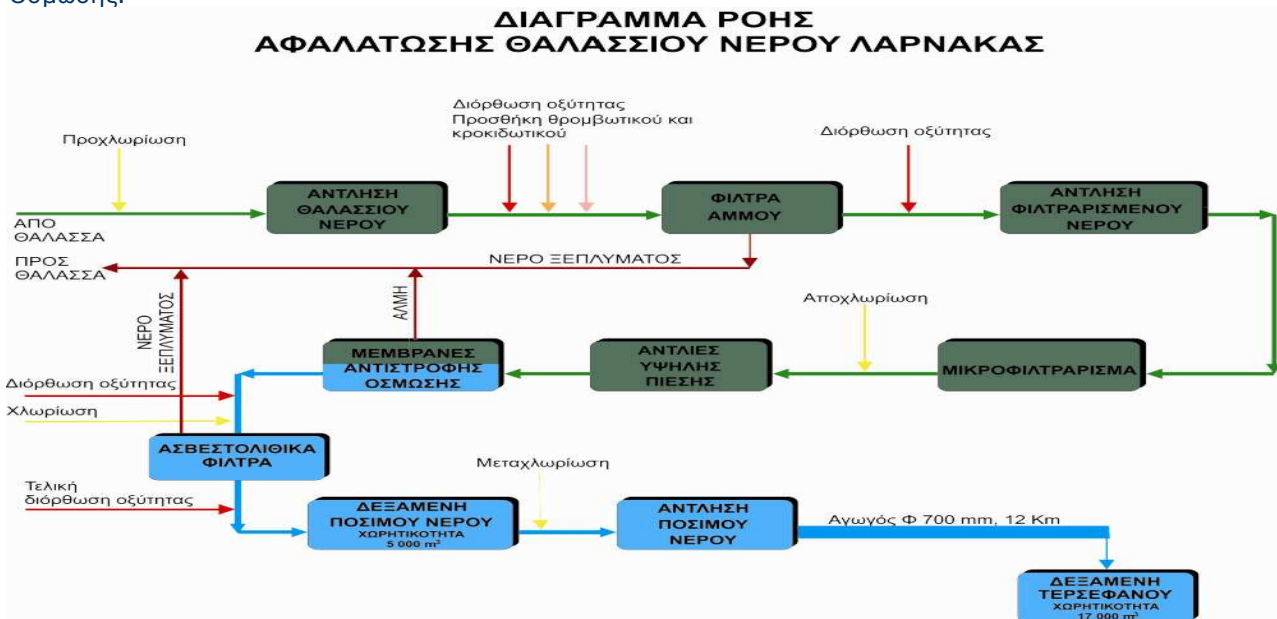 ΔΙΑΓΡΑΜΜΑ ΡΟΗΣ
ΑΦΑΛΑΤΩΣΗΣ ΘΑΛΑΣΣΙΟΥ ΝΕΡΟΥ ΛΑΡΝΑΚΑΣ
Προχλωρίωση
Διόρθωση οξύτητας
Προσθήκη θρομβωτικού και
κροκιδωτικού
Διόρθωση οξύτητας
ΑΠΟ
ΘΑΛΑΣΣΑ
ΑΝΤΛΗΣΗ
ΘΑΛΑΣΣΙΟΥ
ΝΕΡΟΥ
ΦΙΛΤΡΑ
ΑΜΜΟΥ
ΑΝΤΛΗΣΗ
ΦΙΛΤΡΑΡΙΣΜΕΝΟΥ
ΝΕΡΟΥ
ΠΡΟΣ
ΘΑΛΑΣΣΑ
ΝΕΡΟ ΞΕΠΛΥΜΑΤΟΣ
ΝΕΡΟ
ΞΕΠΛΥΜΑΤΟΣ
ΑΛΜΗ
Αποχλωρίωση
ΜΕΜΒΡΑΝΕΣ
ΑΝΤΙΣΤΡΟΦΗΣ
ΟΣΜΩΣΗΣ
ΑΝΤΛΙΕΣ
ΥΨΗΛΗΣ
ΠΙΕΣΗΣ
ΜΙΚΡΟΦΙΛΤΡΑΡΙΣΜΑ
Διόρθωση οξύτητας
Χλωρίωση
ΑΣΒΕΣΤΟΛΙΘΙΚΑ
ΦΙΛΤΡΑ
Τελική
διόρθωση οξύτητας
Μεταχλωρίωση
ΔΕΞΑΜΕΝΗ
ΠΟΣΙΜΟΥ ΝΕΡΟΥ
ΧΩΡΗΤΙΚΟΤΗΤΑ
5 000 m³
ΑΝΤΛΗΣΗ
ΠΟΣΙΜΟΥ
ΝΕΡΟΥ
Αγωγός Φ 700 mm, 12 Km
ΔΕΞΑΜΕΝΗ
ΤΕΡΣΕΦΑΝΟΥ
ΧΩΡΗΤΙΚΟΤΗΤΑ
17 000 m³